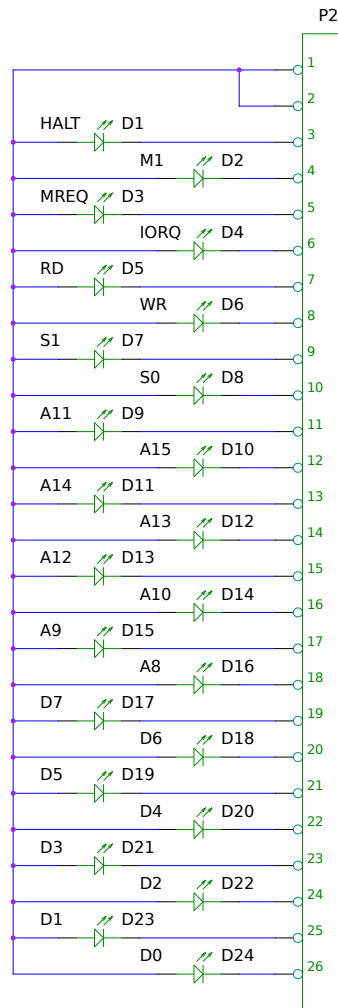 P2
1
2
HALT D1 3
M1 D2 4
MREQ D3 5
IORQ D4 6
RD D5 7
WR D6 8
S1 D7 9
S0 D8 10
A11 D9 11
A15 D10 12
A14 D11 13
A13 D12 14
A12 D13 15
A10 D14 16
A9 D15 17
A8 D16 18
D7 D17 19
D6 D18 20
D5 D19 21
D4 D20 22
D3 D21 23
D2 D22 24
D1 D23 25
D0 D24 26